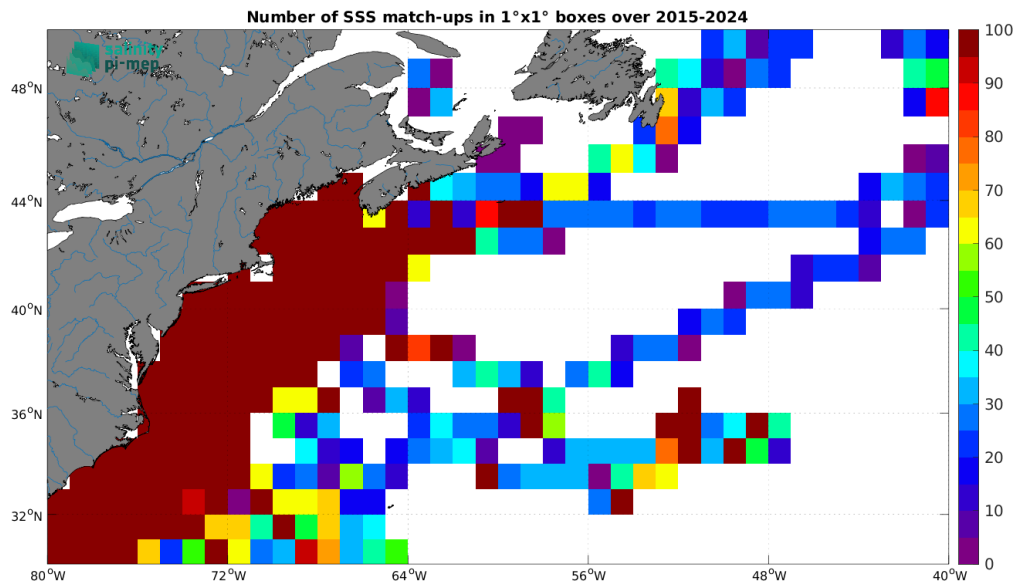 Number of SSS match-ups in 1°x1° boxes over 2015-2024
salinity
pi-mep
48°N
44°N
40°N
36°N
32°N
80°W
72°W
64°W
56°W
48°W
40°W
100
90
80
70
60
50
40
30
20
10
0